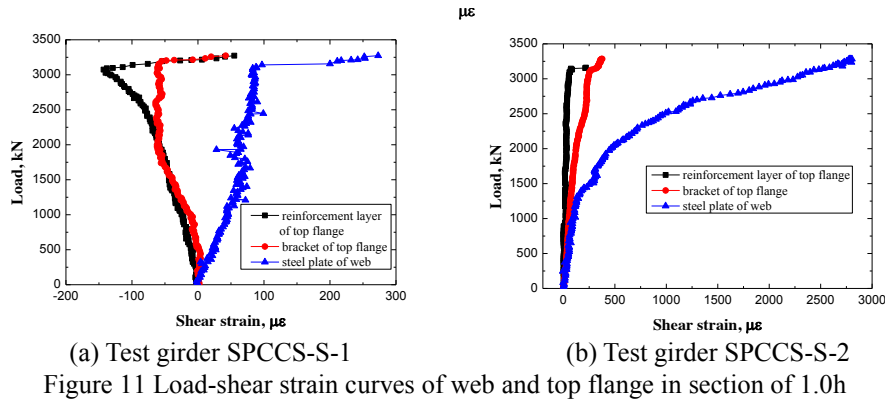 με
3500
3000
2500
2000
1500
1000
500
0
Load, kN
reinforcement layer
of top flange
bracket of top flange
steel plate of web
-200 -100 0 100 200 300
Shear strain, με
(a) Test girder SPCCS-S-1
3500
3000
2500
2000
1500
1000
500
0
Load, kN
reinforcement layer of top flange
bracket of top flange
steel plate of web
0 500 1000 1500 2000 2500 3000
Shear strain, με
(b) Test girder SPCCS-S-2
Figure 11 Load-shear strain curves of web and top flange in section of 1.0h